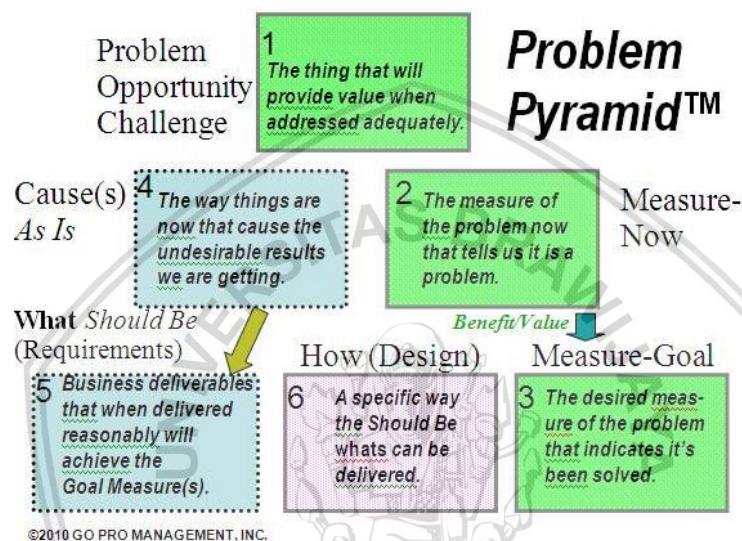 Problem
Opportunity
Challenge
1
The thing that will
provide value when
addressed adequately.
Problem
Pyramid™
Cause(s)
As Is
4
The way things are
now that cause the
undesirable results
we are getting.
2
The measure of
the problem now
that tells us it is a
problem.
Measure-
Now
What Should Be
(Requirements)
Benefit/Value
5
Business deliverables
that when delivered
reasonably will
achieve the
Goal Measure(s).
How (Design)
6
A specific way
the Should Be
whats can be
delivered.
Measure-Goal
3
The desired meas-
ure of the problem
that indicates it's
been solved.
©2010 GO PRO MANAGEMENT, INC.
UNIVERSITAS BRAWIJAYA